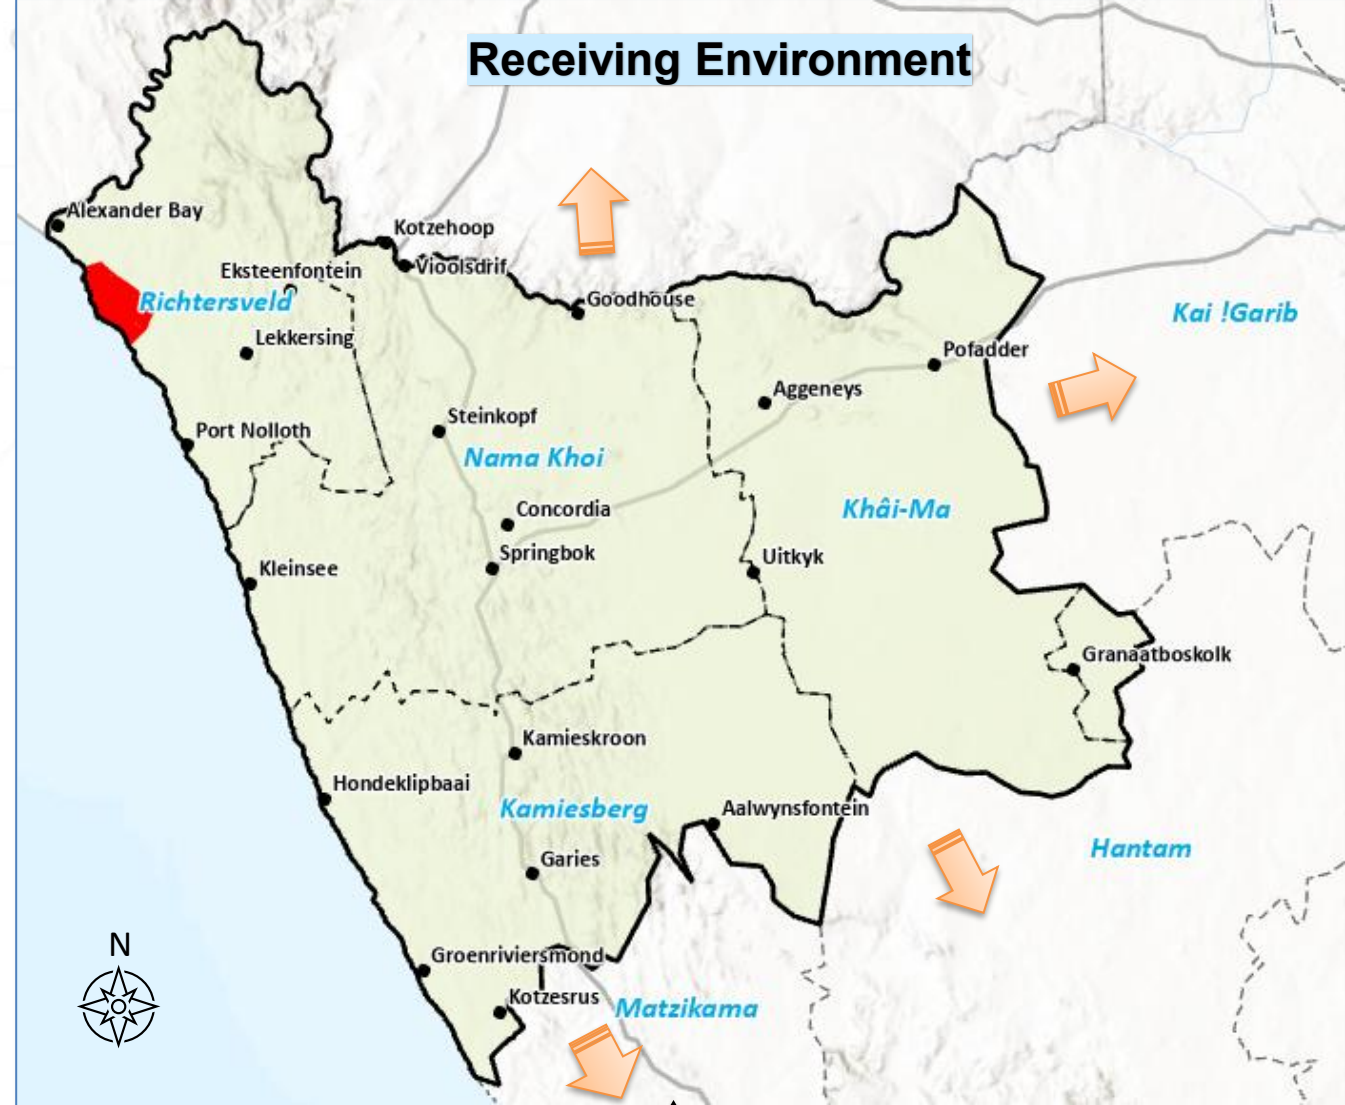 Receiving Environment
Alexander Bay
Kotzehoop
Eksteenfontein
Vioolsdrif
Richtersveld
Goodhouse
Kai !Garib
Lekkersing
Pofadder
Aggeneys
Steinkopf
Port Nolloth
Nama Khoi
Concordia
Khâi-Ma
Springbok
Uitkyk
Kleinsee
Granaatboskolk
Kamieskroon
Hondeklipbaai
Kamiesberg
Aalwynsfontein
Hantam
Garies
N
Groenriviersmond
Kotzesrus
Matzikama